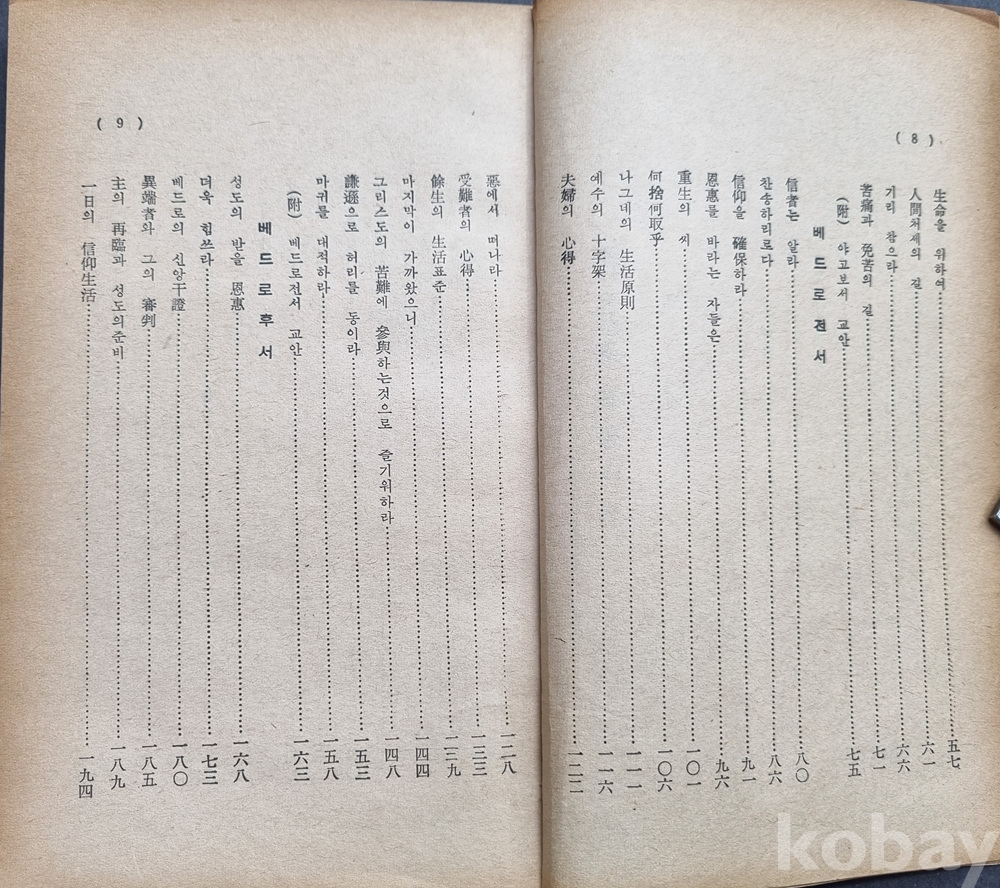 ( 8 )
生命을 위하여 五七
人間처제의 길 六一
기리 참으라 六六
苦痛과 免苦의 길 七一
(附) 야고보서 교안 七五
베드로전서
信者는 알라 八〇
찬송하리로다 八六
信仰을 確保하라 九一
恩惠를 바라는 자들은 九六
重生의 씨 一〇一
何捨何取乎 一〇六
나그네의 生活原則 一一一
예수의 十字架 一一六
夫婦의 心得 一二二
( 9 )
惡에서 떠나라 一二八
受難者의 心得 一三三
餘生의 生活표준 一三九
마지막이 가까왔으니 一四四
그리스도의 苦難에 參與하는것으로 즐기워하라 一四八
謙遜으로 허리를 동이라 一五三
마귀를 대적하라 一五八
(附) 베드로전서 교안 一六三
베드로후서
성도의 받을 恩惠 一六八
더욱 힘쓰라 一七三
베드로의 신앙干證 一八〇
異端者와 그의 審判 一八五
主의 再臨과 성도의준비 一八九
一日의 信仰生活 一九四
kobay